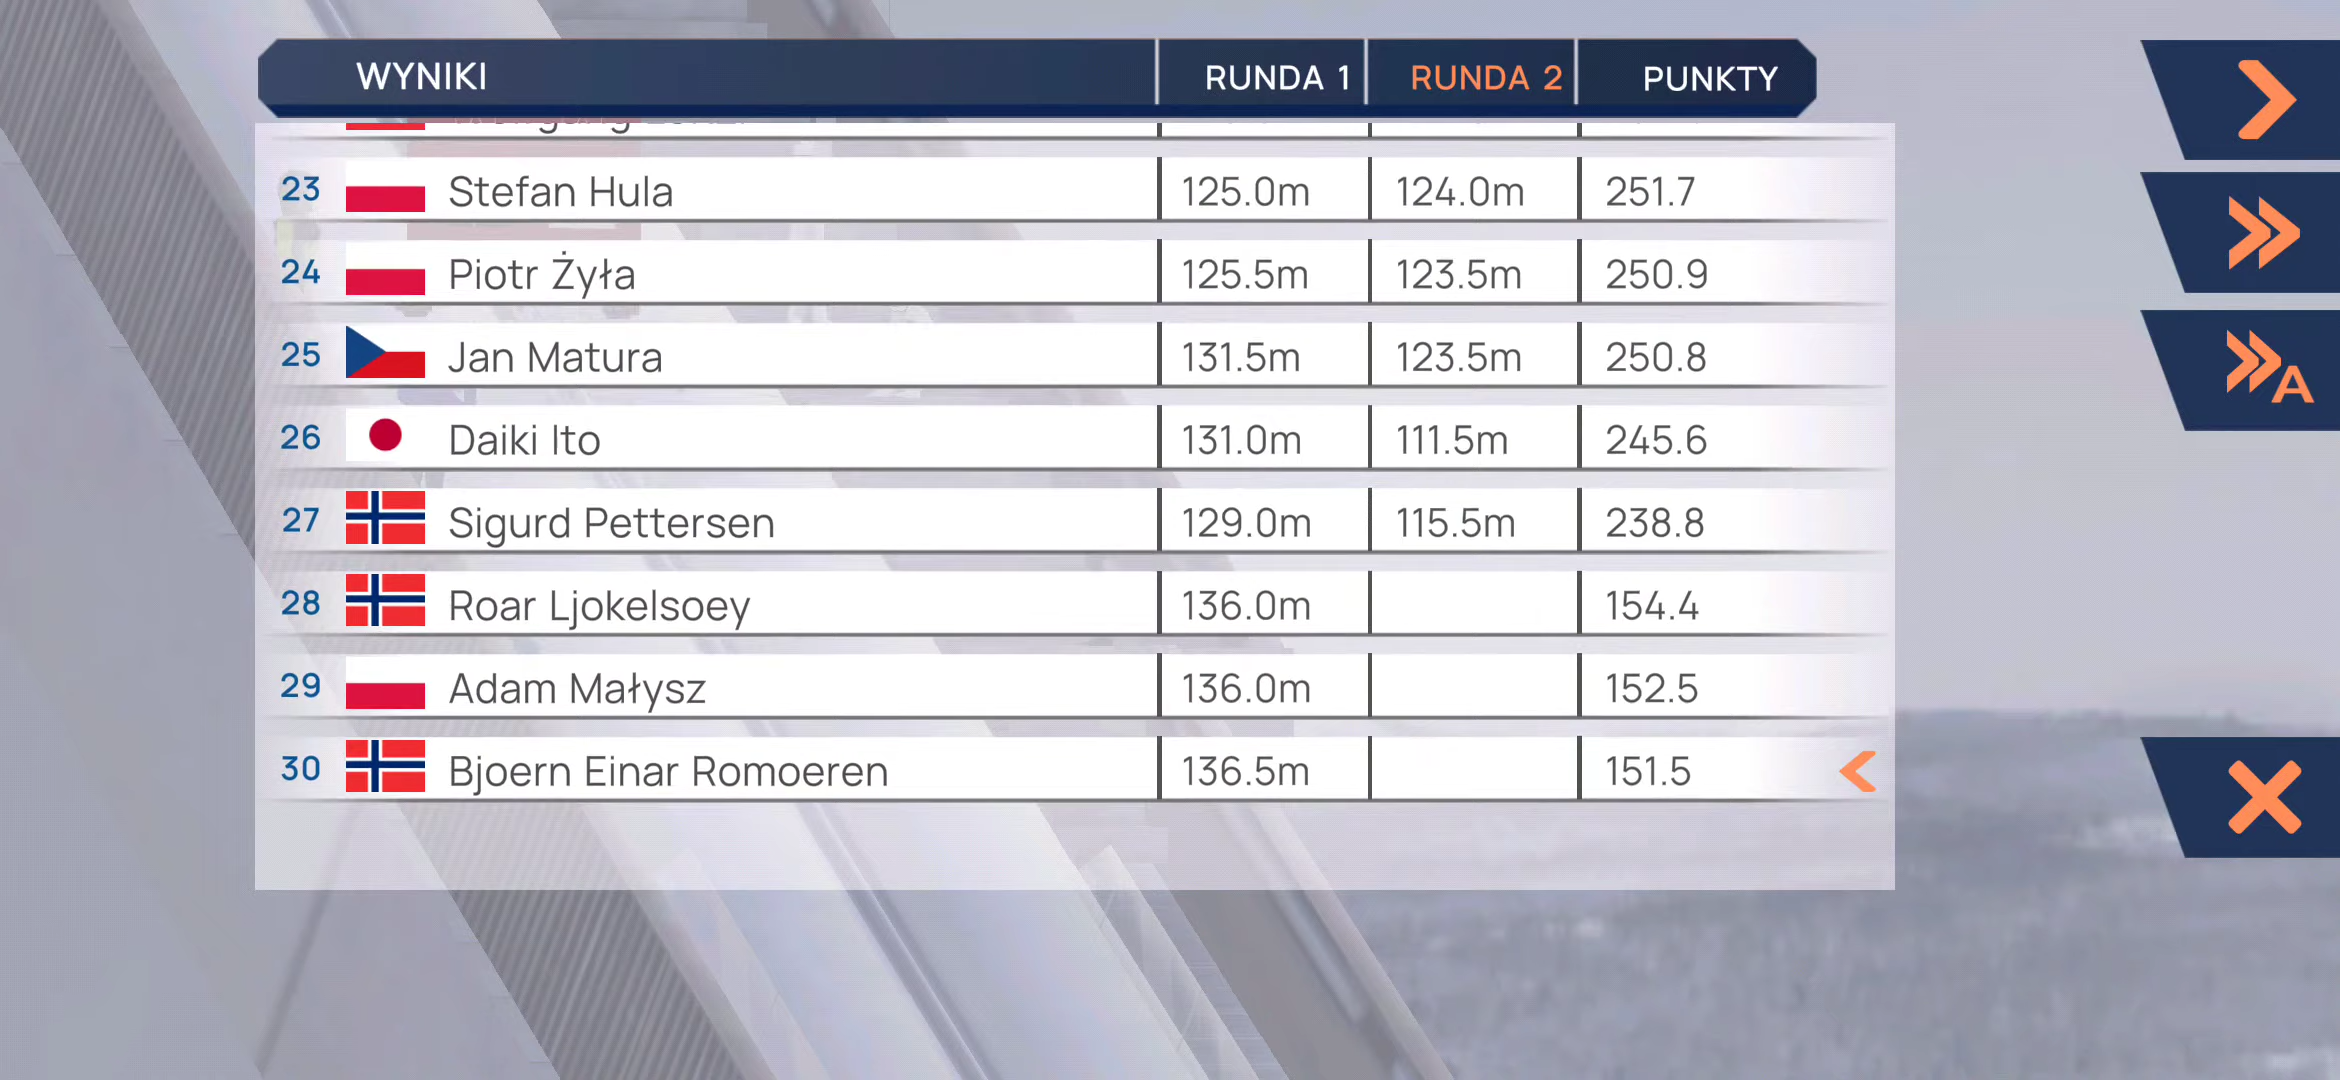 WYNIKI RUNDA 1 RUNDA 2 PUNKTY
23 Stefan Hula 125.0m 124.0m 251.7
24 Piotr Żyła 125.5m 123.5m 250.9
25 Jan Matura 131.5m 123.5m 250.8
26 Daiki Ito 131.0m 111.5m 245.6
27 Sigurd Pettersen 129.0m 115.5m 238.8
28 Roar Ljokelsoey 136.0m 154.4
29 Adam Małysz 136.0m 152.5
30 Bjoern Einar Romoeren 136.5m 151.5
A